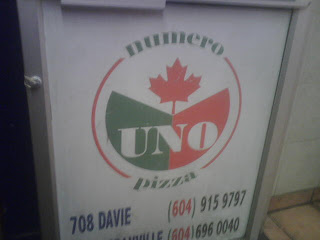 numero
UNO
pizza
708 DAVIE (604) 915 9797
(604) 696 0040